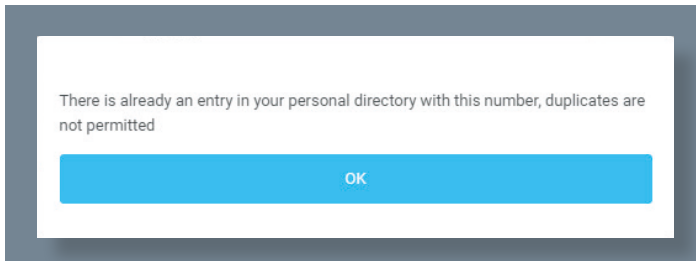 There is already an entry in your personal directory with this number, duplicates are
not permitted
OK